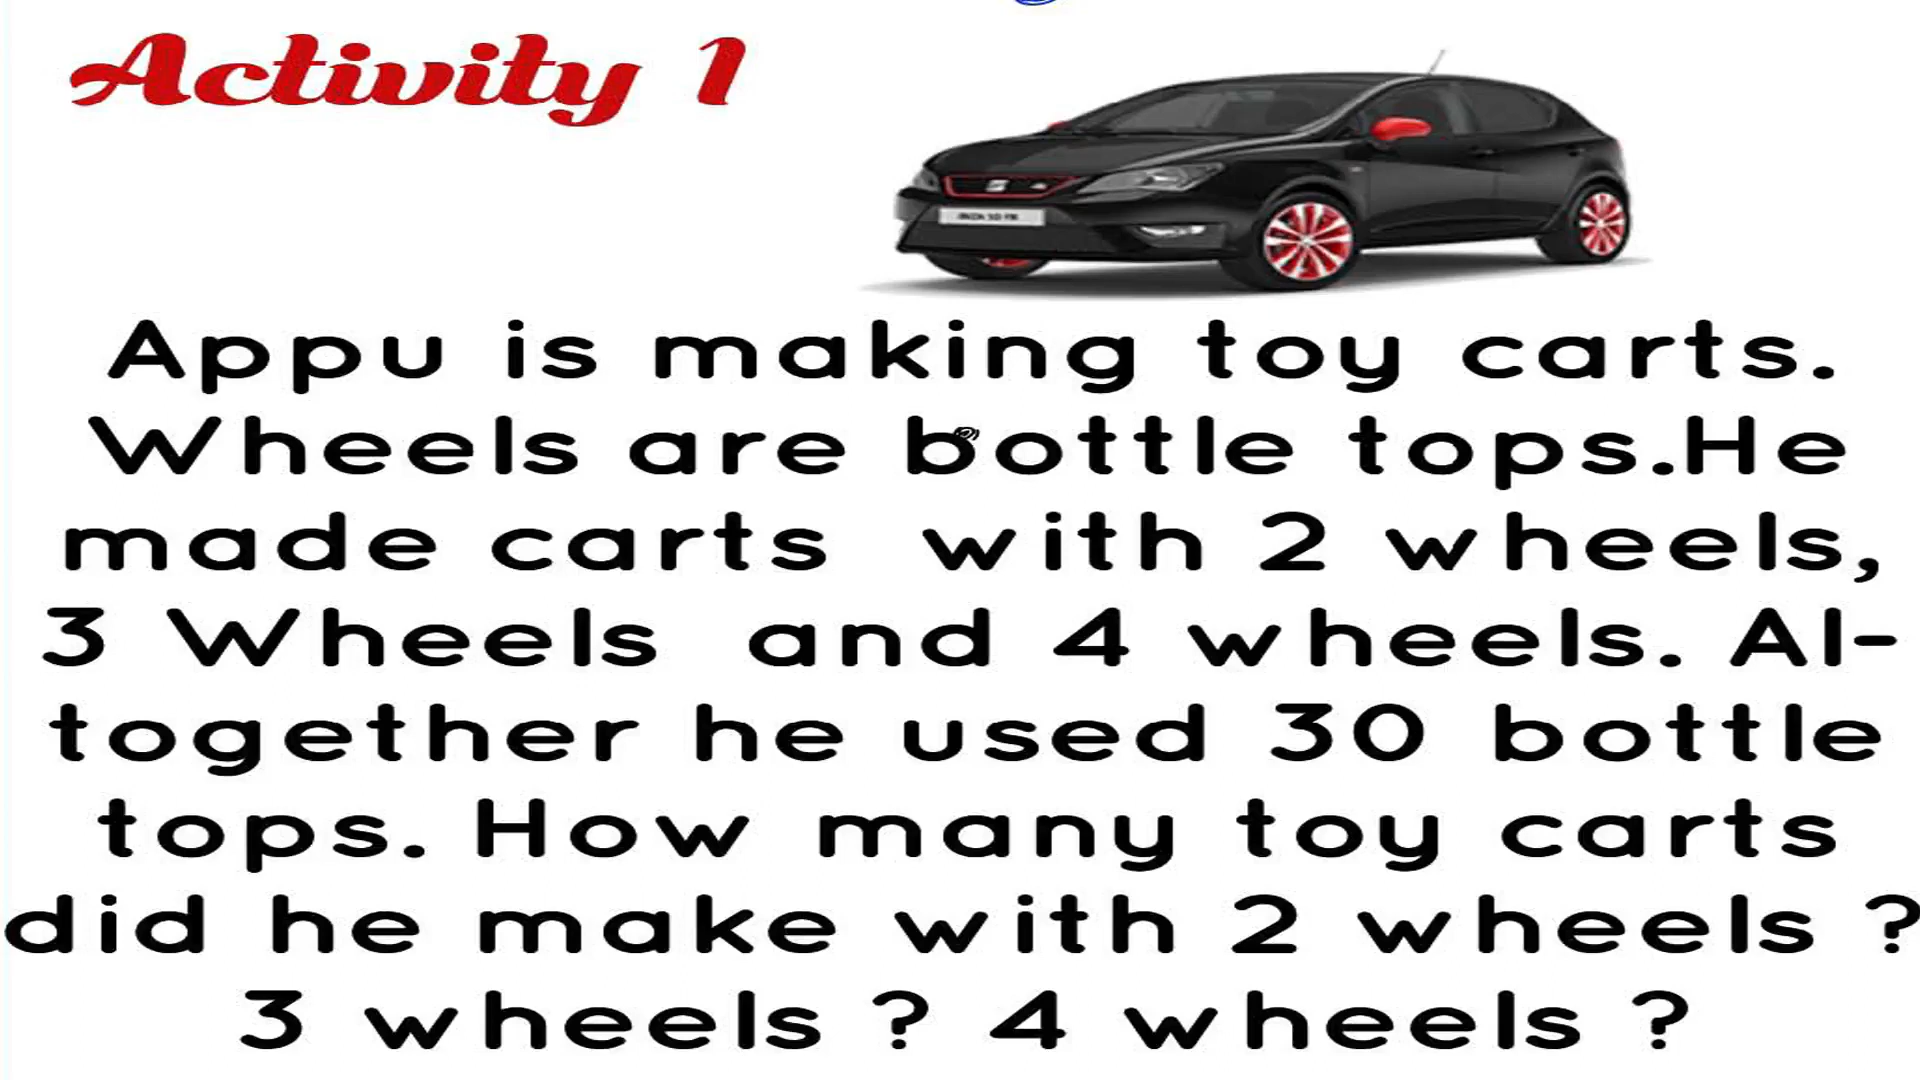 Activity 1
Appu is making toy carts.
Wheels are bottle tops.He
made carts with 2 wheels,
3 Wheels and 4 wheels. Al-
together he used 30 bottle
tops. How many toy carts
did he make with 2 wheels ?
3 wheels ? 4 wheels ?